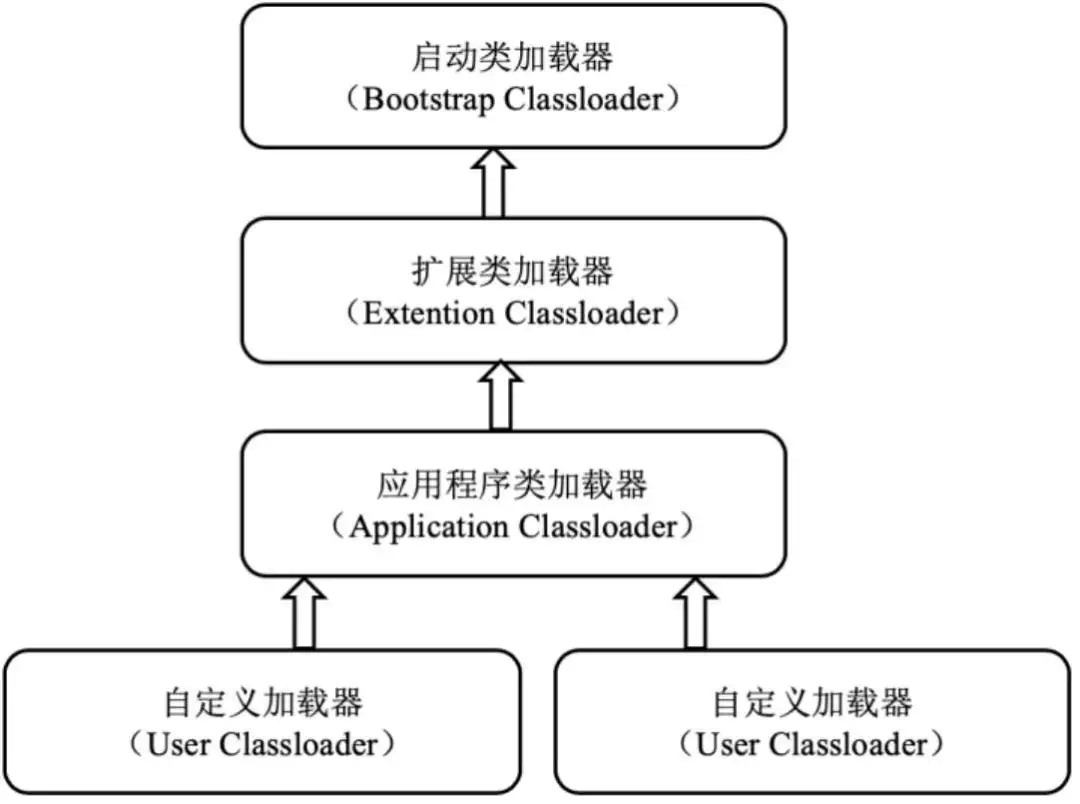 启动类加载器
（Bootstrap Classloader）
扩展类加载器
（Extention Classloader）
应用程序类加载器
（Application Classloader）
自定义加载器
（User Classloader）
自定义加载器
（User Classloader）